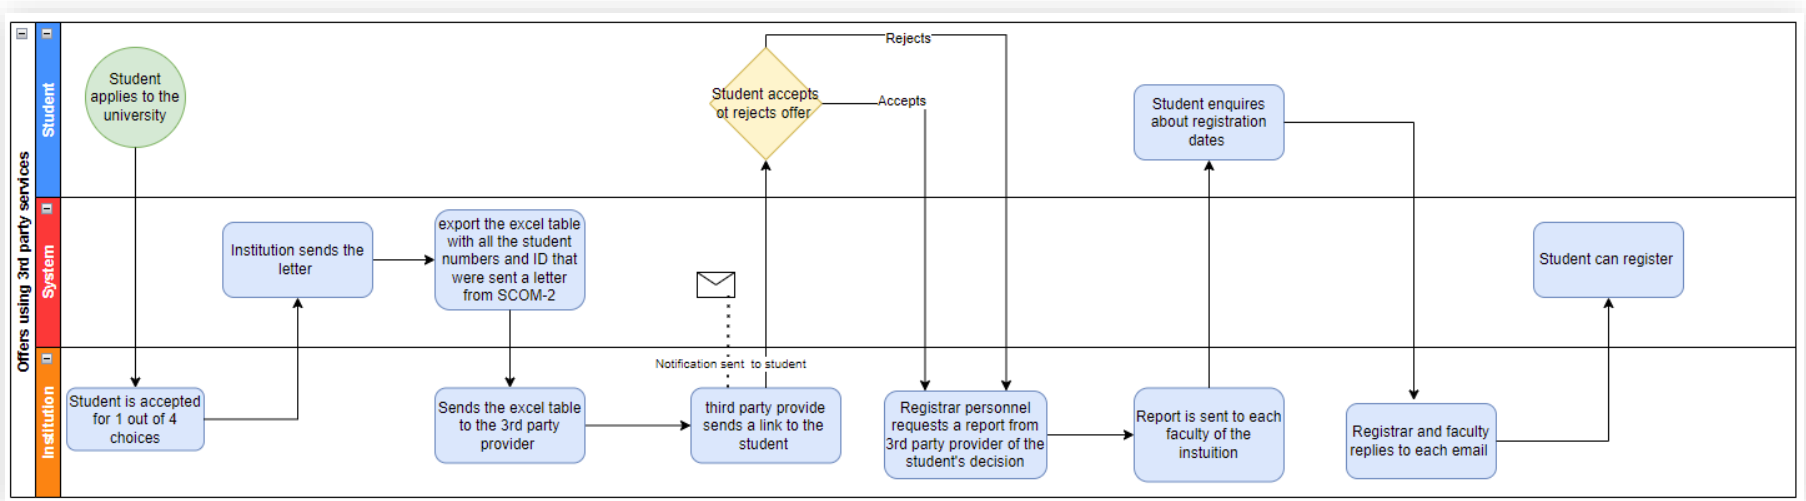 Offers using 3rd party services
Student
System
Institution
Student
applies to the
university
Student is accepted
for 1 out of 4
choices
Institution sends the
letter
export the excel table
with all the student
numbers and ID that
were sent a letter
from SCOM-2
Sends the excel table
to the 3rd party
provider
third party provide
sends a link to the
student
Notification sent to student
Student accepts
ot rejects offer
Rejects
Accepts
Registrar personnel
requests a report from
3rd party provider of the
student's decision
Report is sent to each
faculty of the
instuition
Student enquires
about registration
dates
Registrar and faculty
replies to each email
Student can register